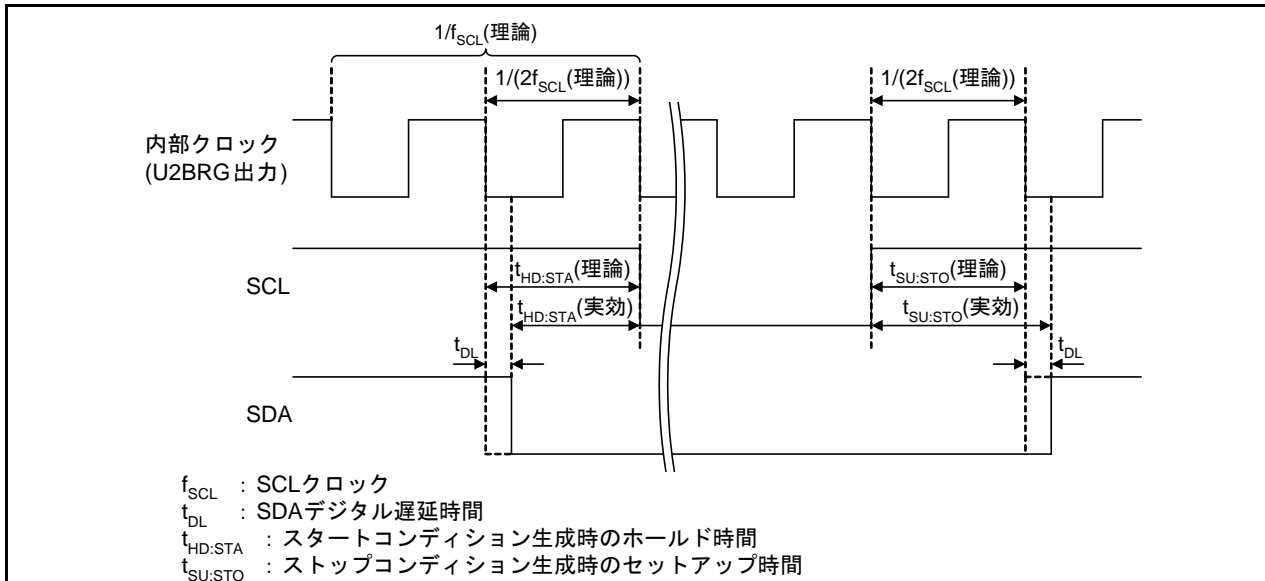 1/fSCL(理論)
1/(2fSCL(理論)) 1/(2fSCL(理論))
内部クロック
(U2BRG出力)
SCL
tHD:STA(理論) tSU:STO(理論)
tHD:STA(実効) tSU:STO(実効)
tDL tDL
SDA
fSCL : SCLクロック
tDL : SDAデジタル遅延時間
tHD:STA : スタートコンディション生成時のホールド時間
tSU:STO : ストップコンディション生成時のセットアップ時間